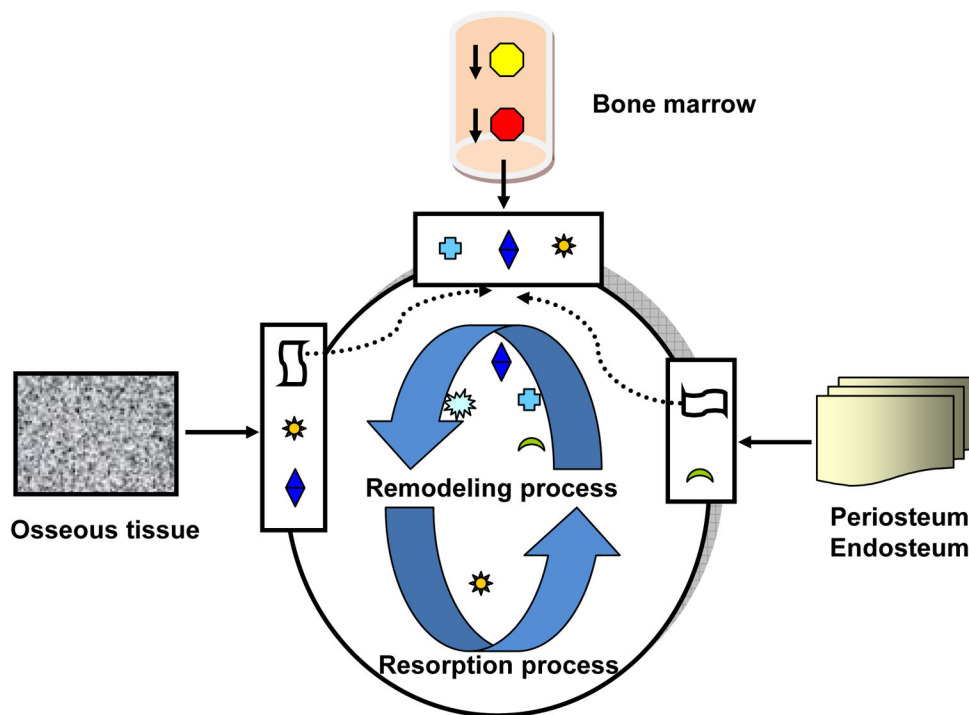 Bone marrow
Remodeling process
Osseous tissue
Periosteum
Endosteum
Resorption process